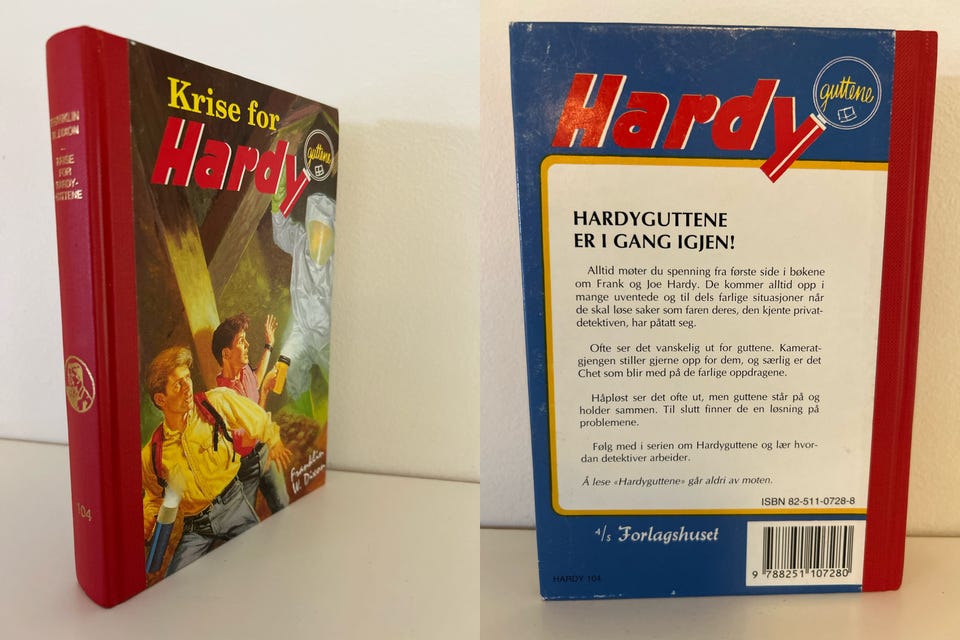 FRANKLIN
W. DIXON
KRISE
FOR
HARDY-
GUTTENE
104
Krise for
Hardy
guttene
Franklin
W. Dixon
Hardy
guttene
HARDYGUTTENE
ER I GANG IGJEN!
Alltid møter du spenning fra første side i bøkene
om Frank og Joe Hardy. De kommer alltid opp i
mange uventede og til dels farlige situasjoner når
de skal løse saker som faren deres, den kjente privat-
detektiven, har påtatt seg.
Ofte ser det vanskelig ut for guttene. Kamerat-
gjengen stiller gjerne opp for dem, og særlig er det
Chet som blir med på de farlige oppdragene.
Håpløst ser det ofte ut, men guttene står på og
holder sammen. Til slutt finner de en løsning på
problemene.
Følg med i serien om Hardyguttene og lær hvor-
dan detektiver arbeider.
Å lese «Hardyguttene» går aldri av moten.
ISBN 82-511-0728-8
A/S Forlagshuset
9 788251 107280
HARDY 104